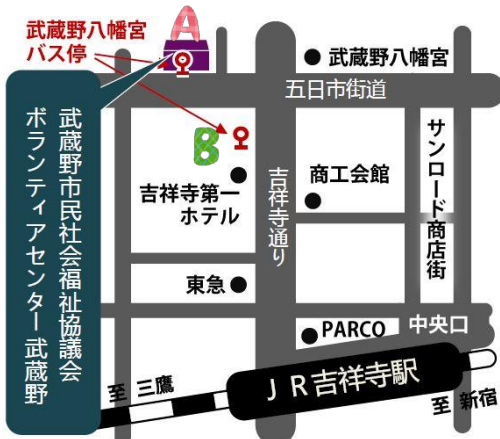 A
武蔵野八幡宮
バス停
武蔵野八幡宮
五日市街道
武蔵野市民社会福祉協議会
ボランティアセンター武蔵野
B
吉祥寺第一
ホテル
吉祥寺通り
商工会館
サンロード商店街
東急
PARCO
中央口
至 三鷹
JR吉祥寺駅
至 新宿